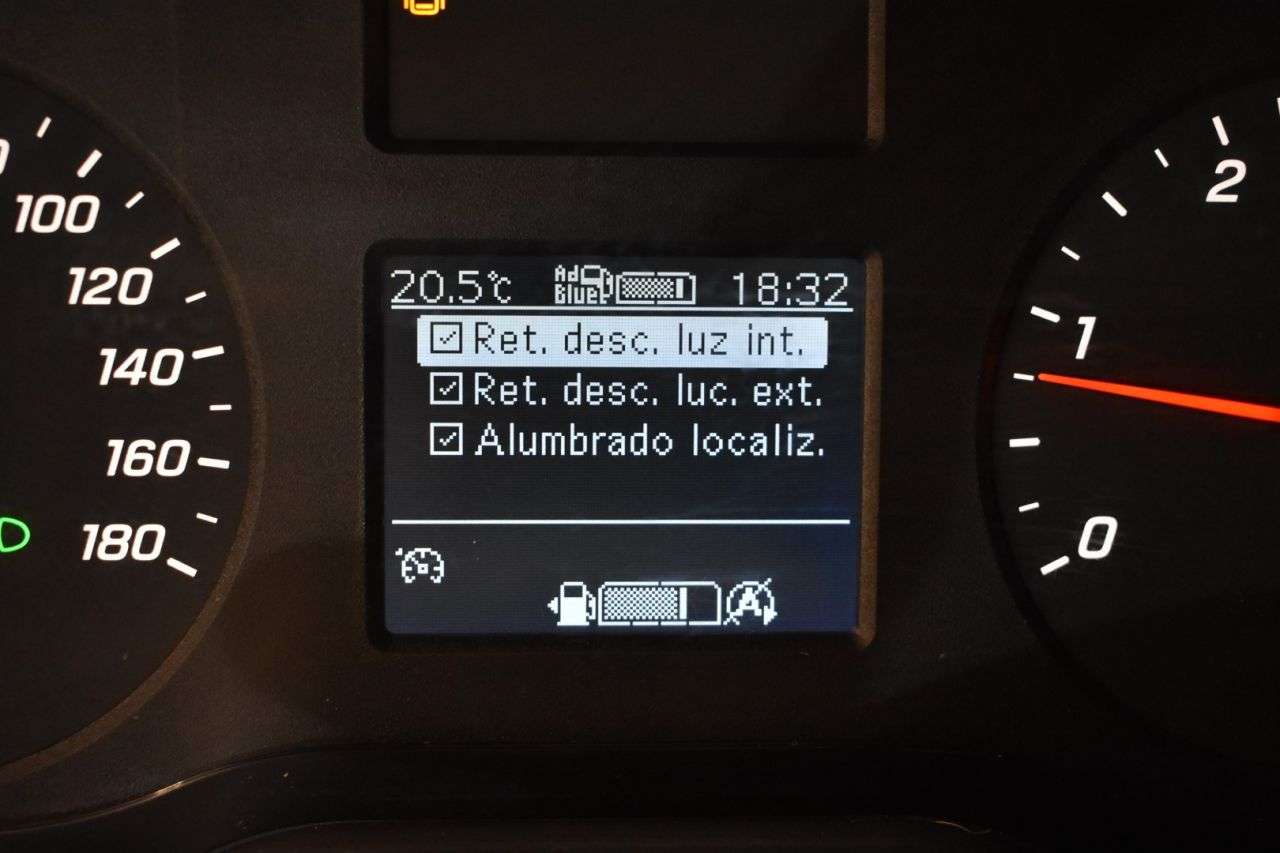 20.5℃ AdBlue 18:32
Ret. desc. luz int.
Ret. desc. luc. ext.
Alumbrado localiz.
A
100
120
140
160
180
2
1
0